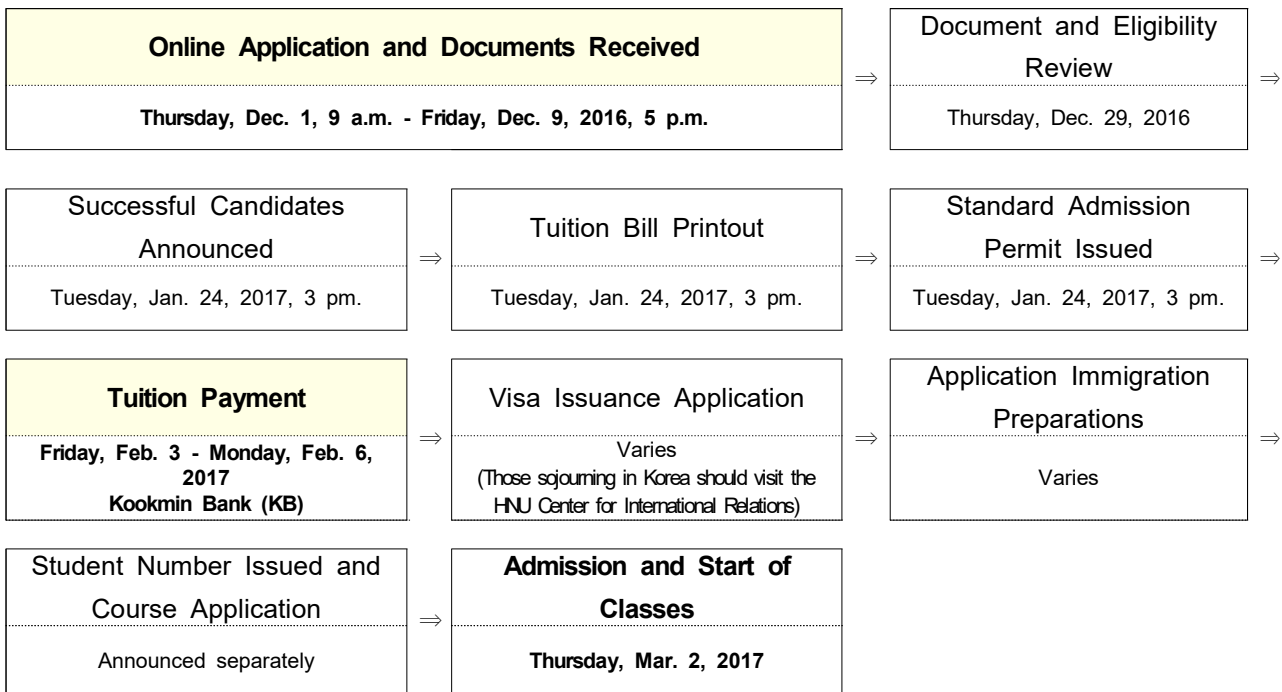 Online Application and Documents Received
Thursday, Dec. 1, 9 a.m. - Friday, Dec. 9, 2016, 5 p.m.
⇒
Document and Eligibility
Review
Thursday, Dec. 29, 2016
⇒
Successful Candidates
Announced
Tuesday, Jan. 24, 2017, 3 pm.
⇒
Tuition Bill Printout
Tuesday, Jan. 24, 2017, 3 pm.
⇒
Standard Admission
Permit Issued
Tuesday, Jan. 24, 2017, 3 pm.
⇒
Tuition Payment
Friday, Feb. 3 - Monday, Feb. 6,
2017
Kookmin Bank (KB)
⇒
Visa Issuance Application
Varies
(Those sojourning in Korea should visit the
HNU Center for International Relations)
⇒
Application Immigration
Preparations
Varies
⇒
Student Number Issued and
Course Application
Announced separately
⇒
Admission and Start of
Classes
Thursday, Mar. 2, 2017